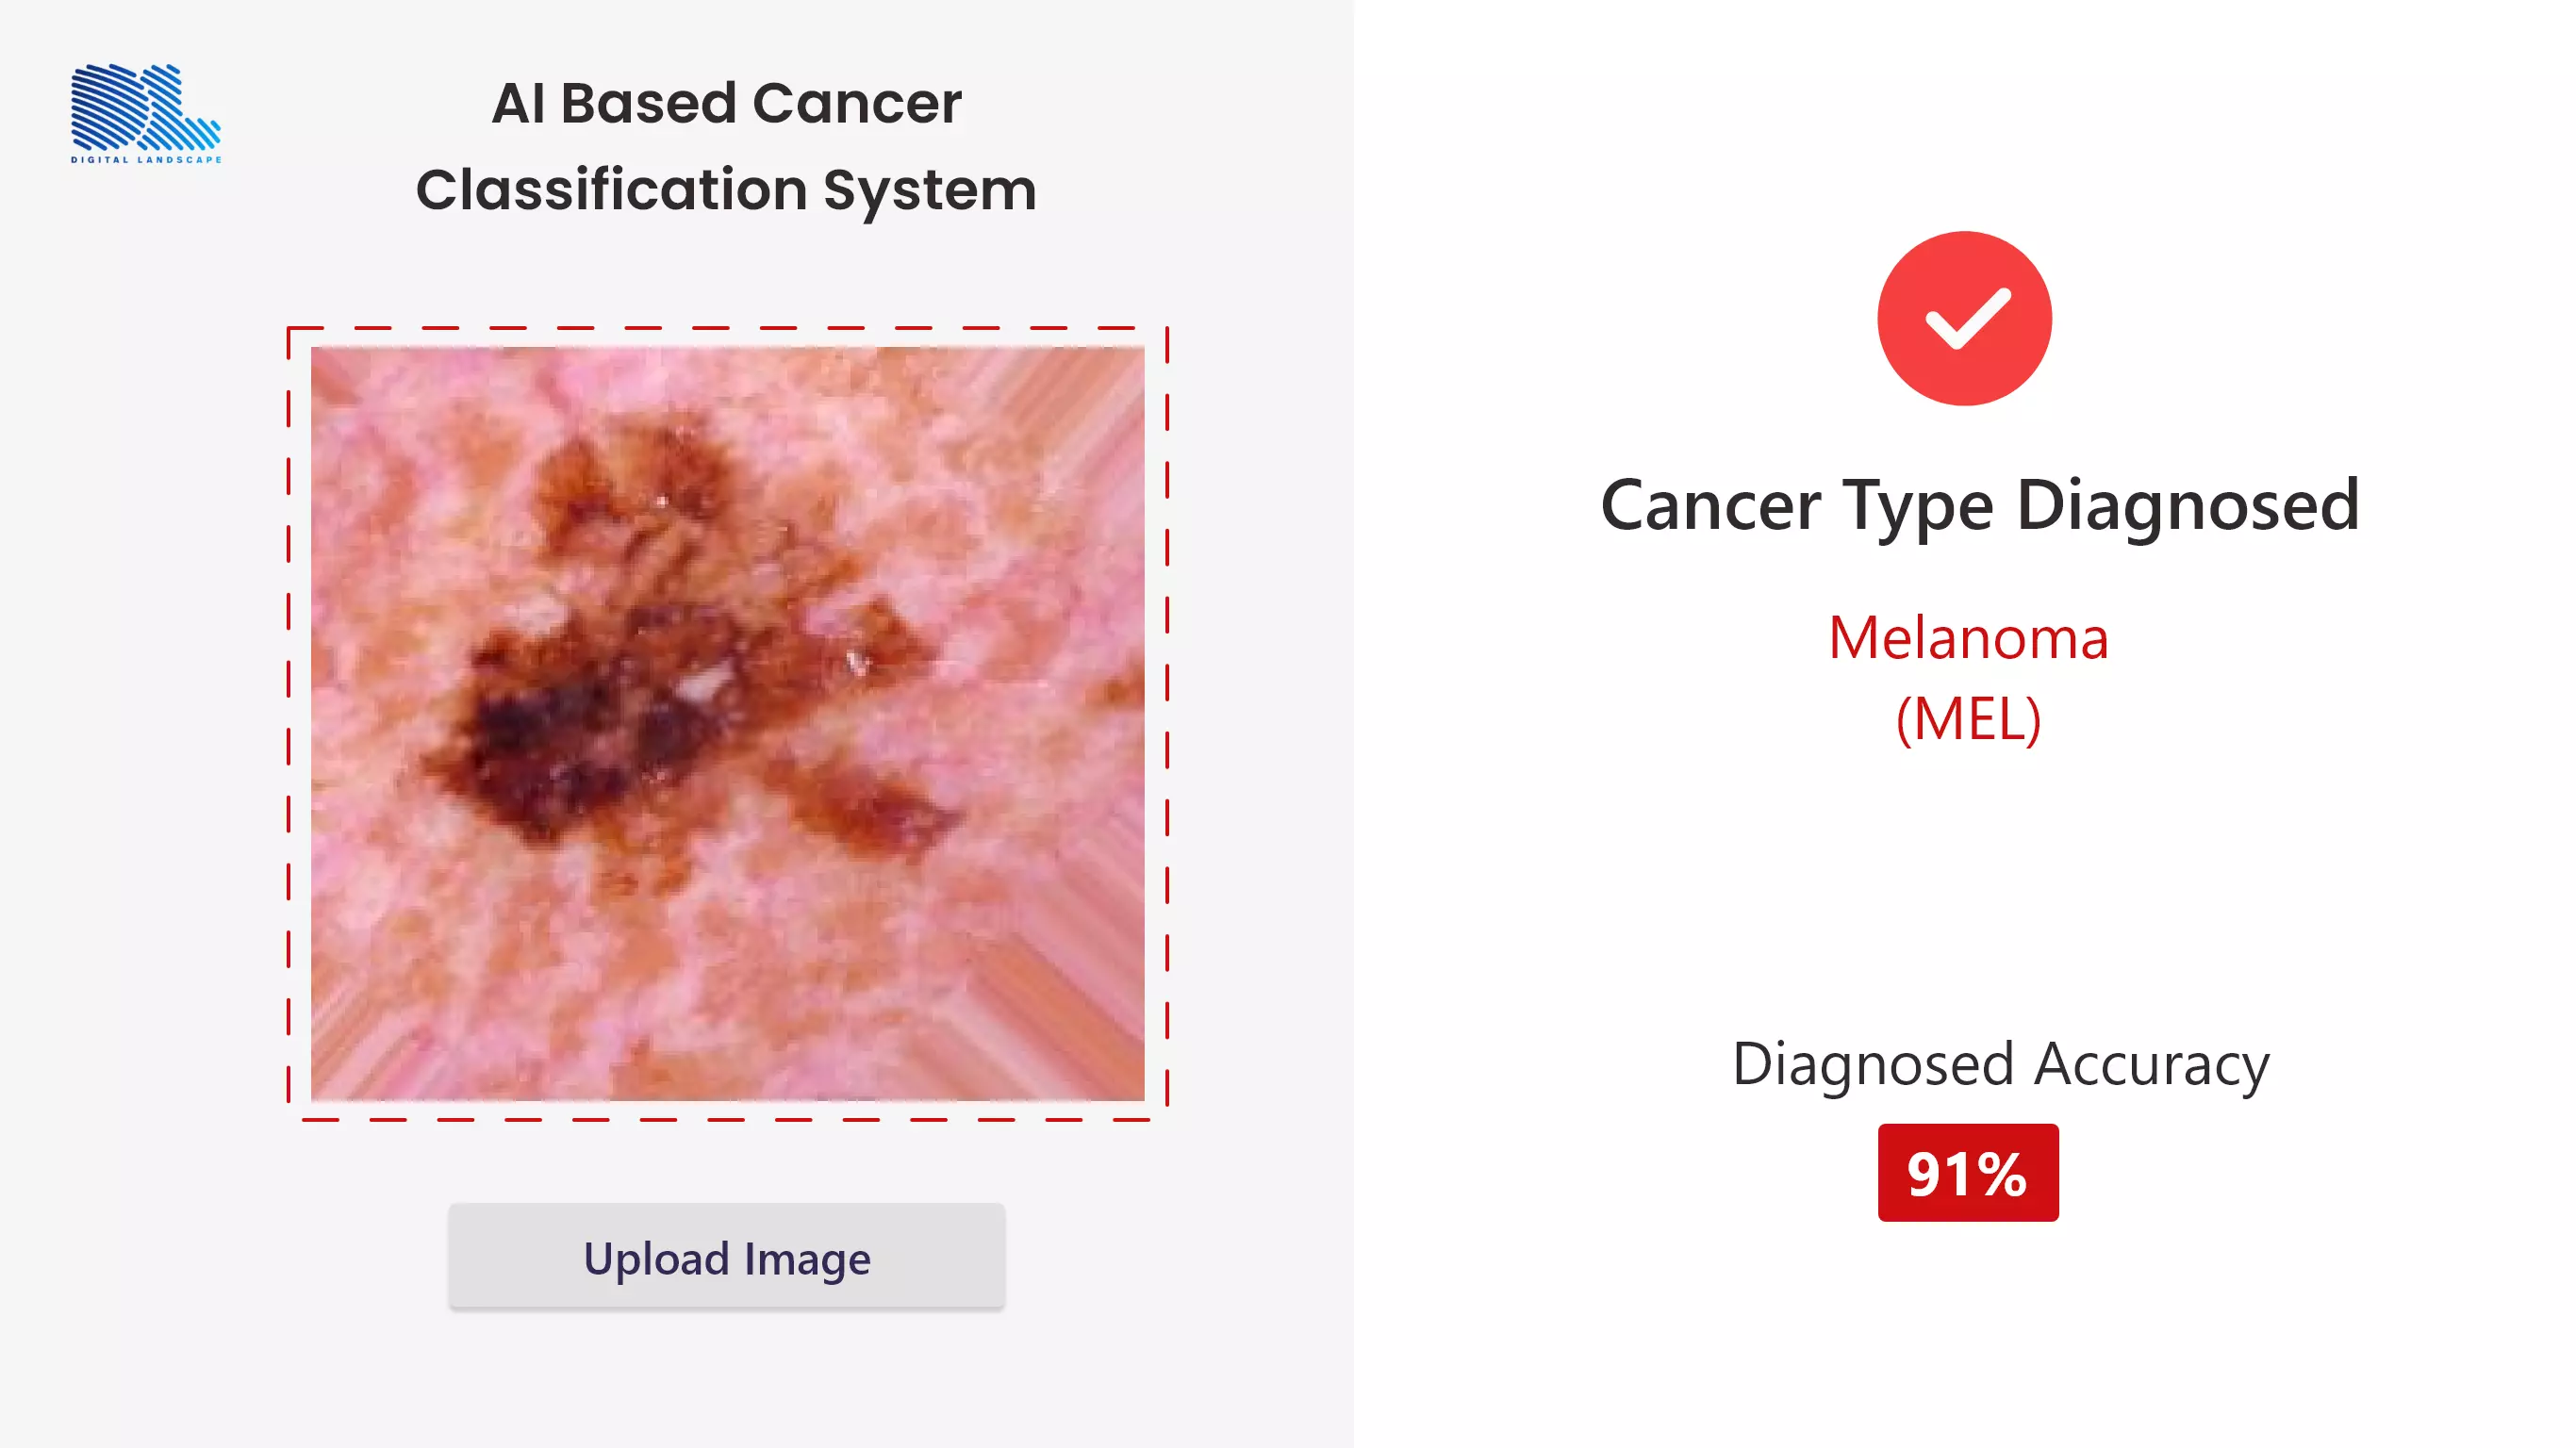 DIGITAL LANDSCAPE
AI Based Cancer
Classification System
Upload Image
Cancer Type Diagnosed
Melanoma
(MEL)
Diagnosed Accuracy
91%